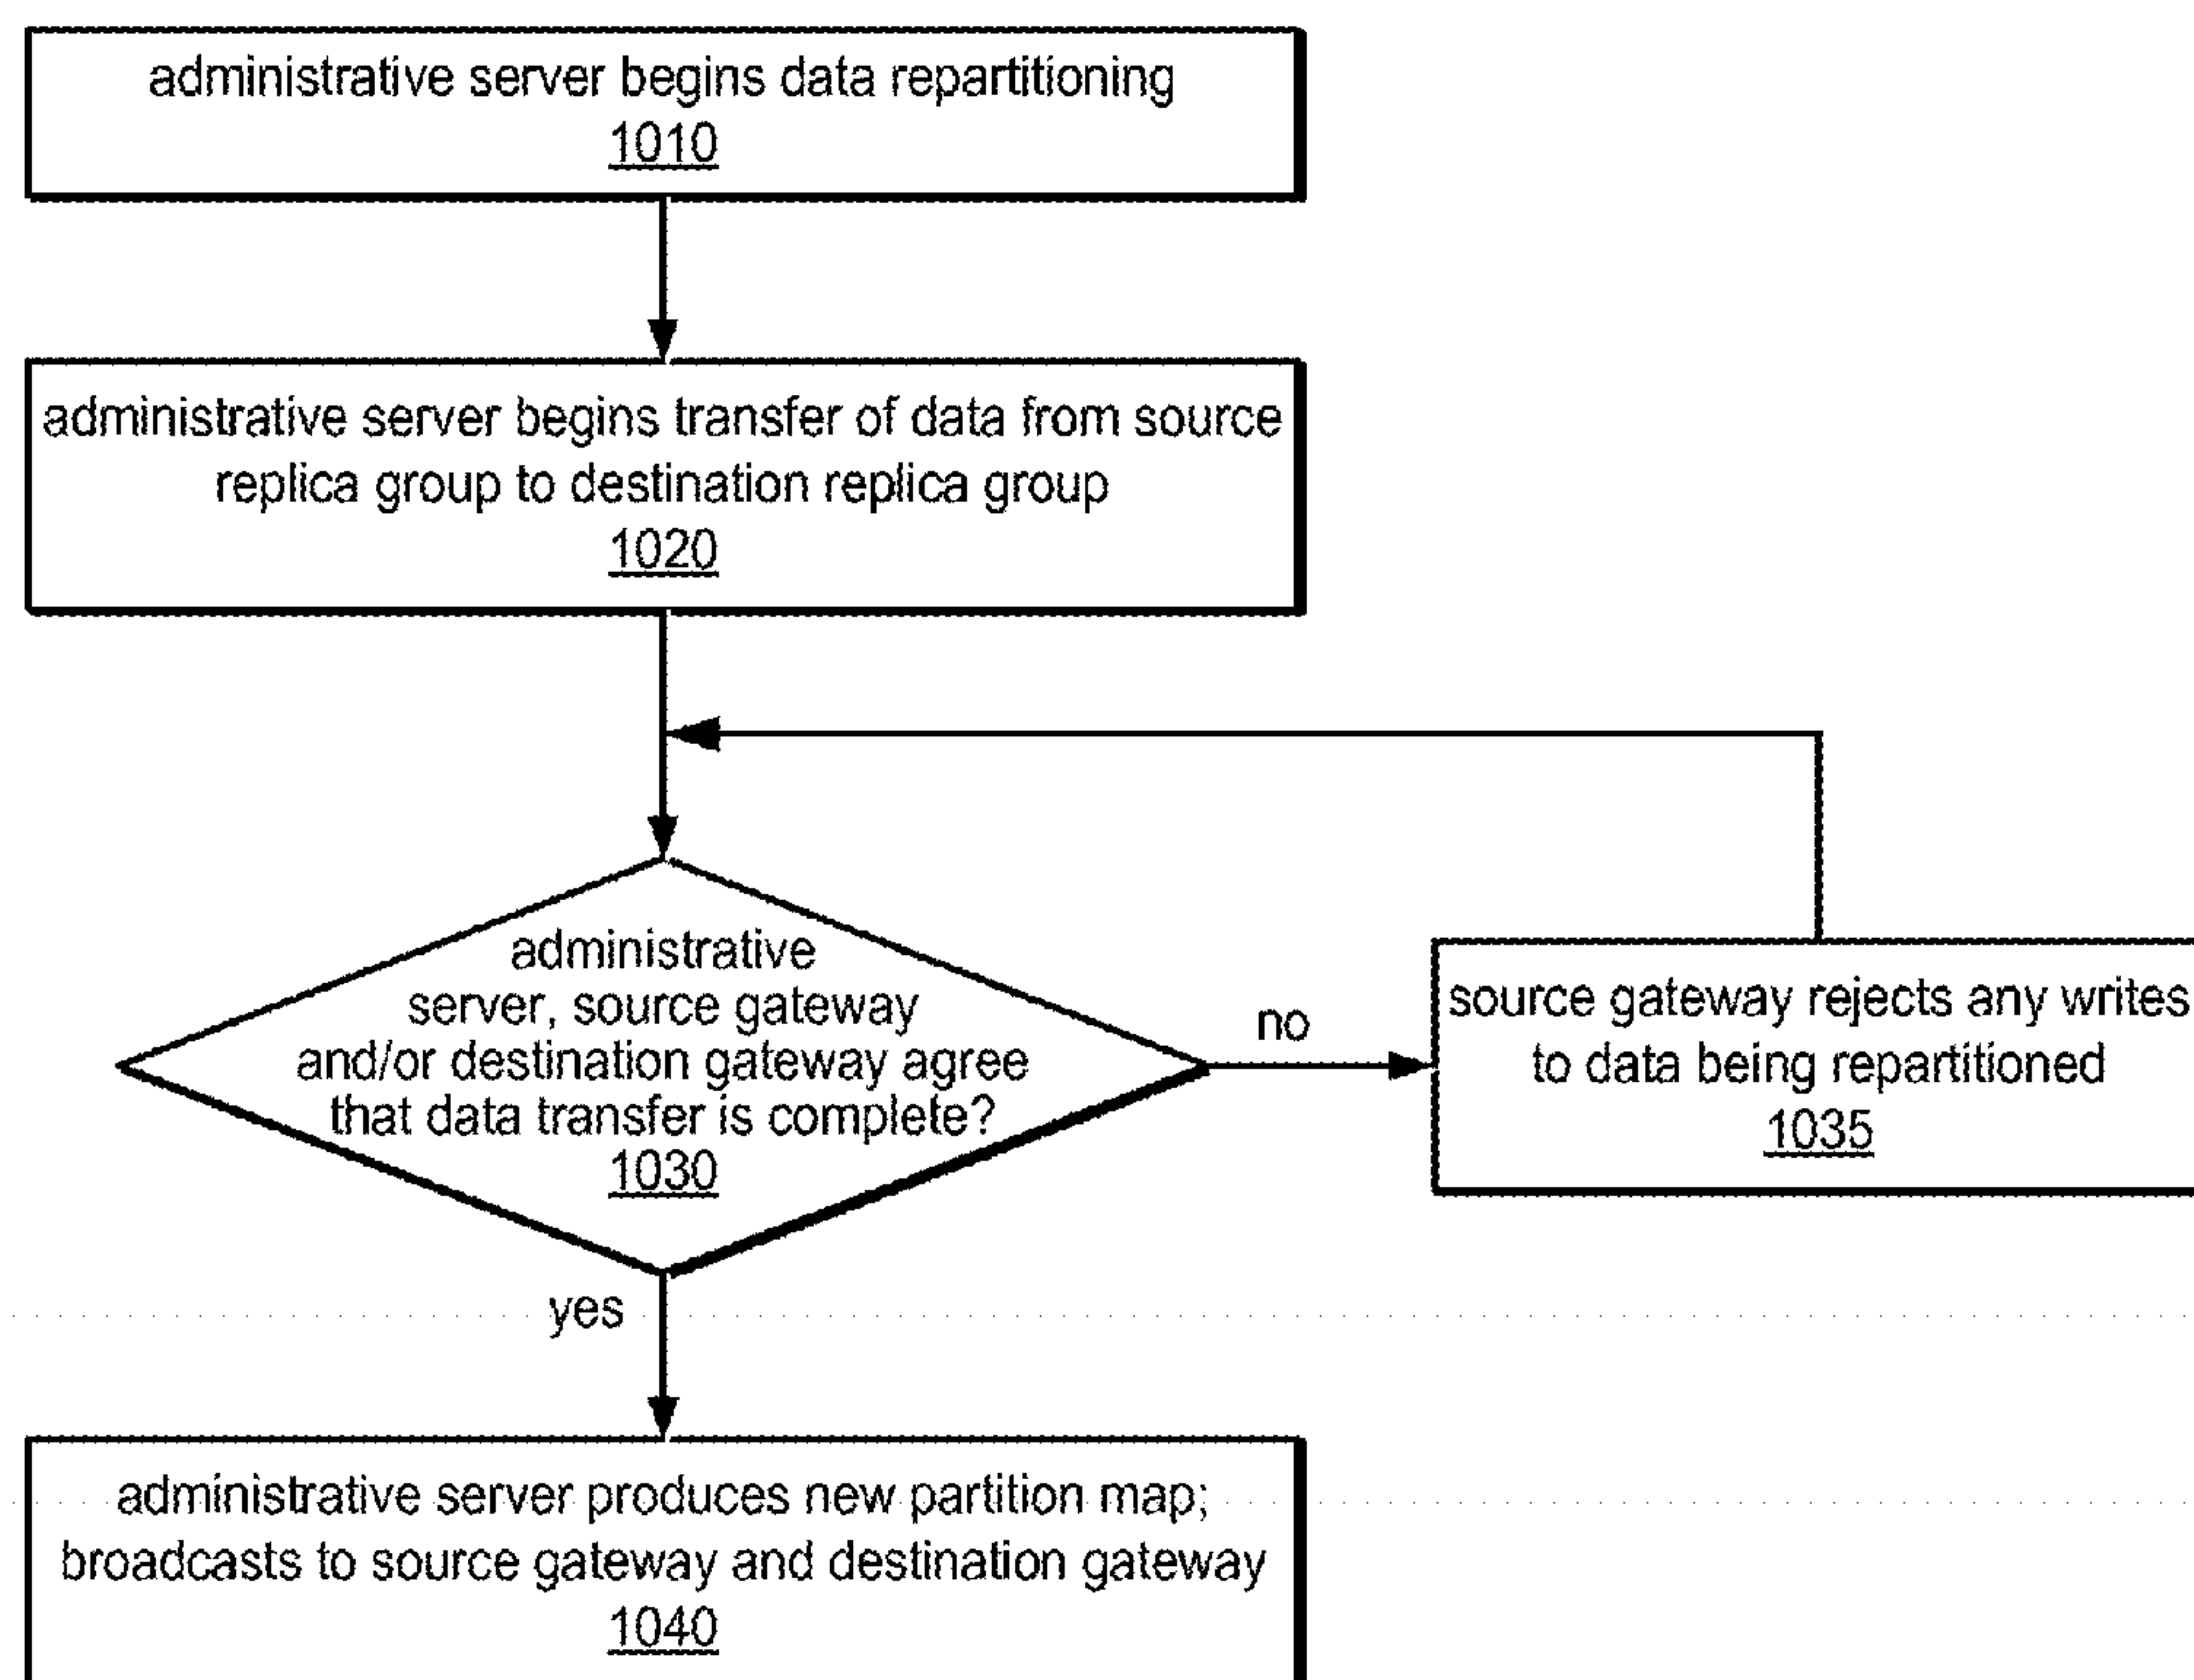 administrative server begins data repartitioning
1010
administrative server begins transfer of data from source
replica group to destination replica group
1020
administrative
server, source gateway
and/or destination gateway agree
that data transfer is complete?
1030
no
source gateway rejects any writes
to data being repartitioned
1035
yes
administrative server produces new partition map;
broadcasts to source gateway and destination gateway
1040